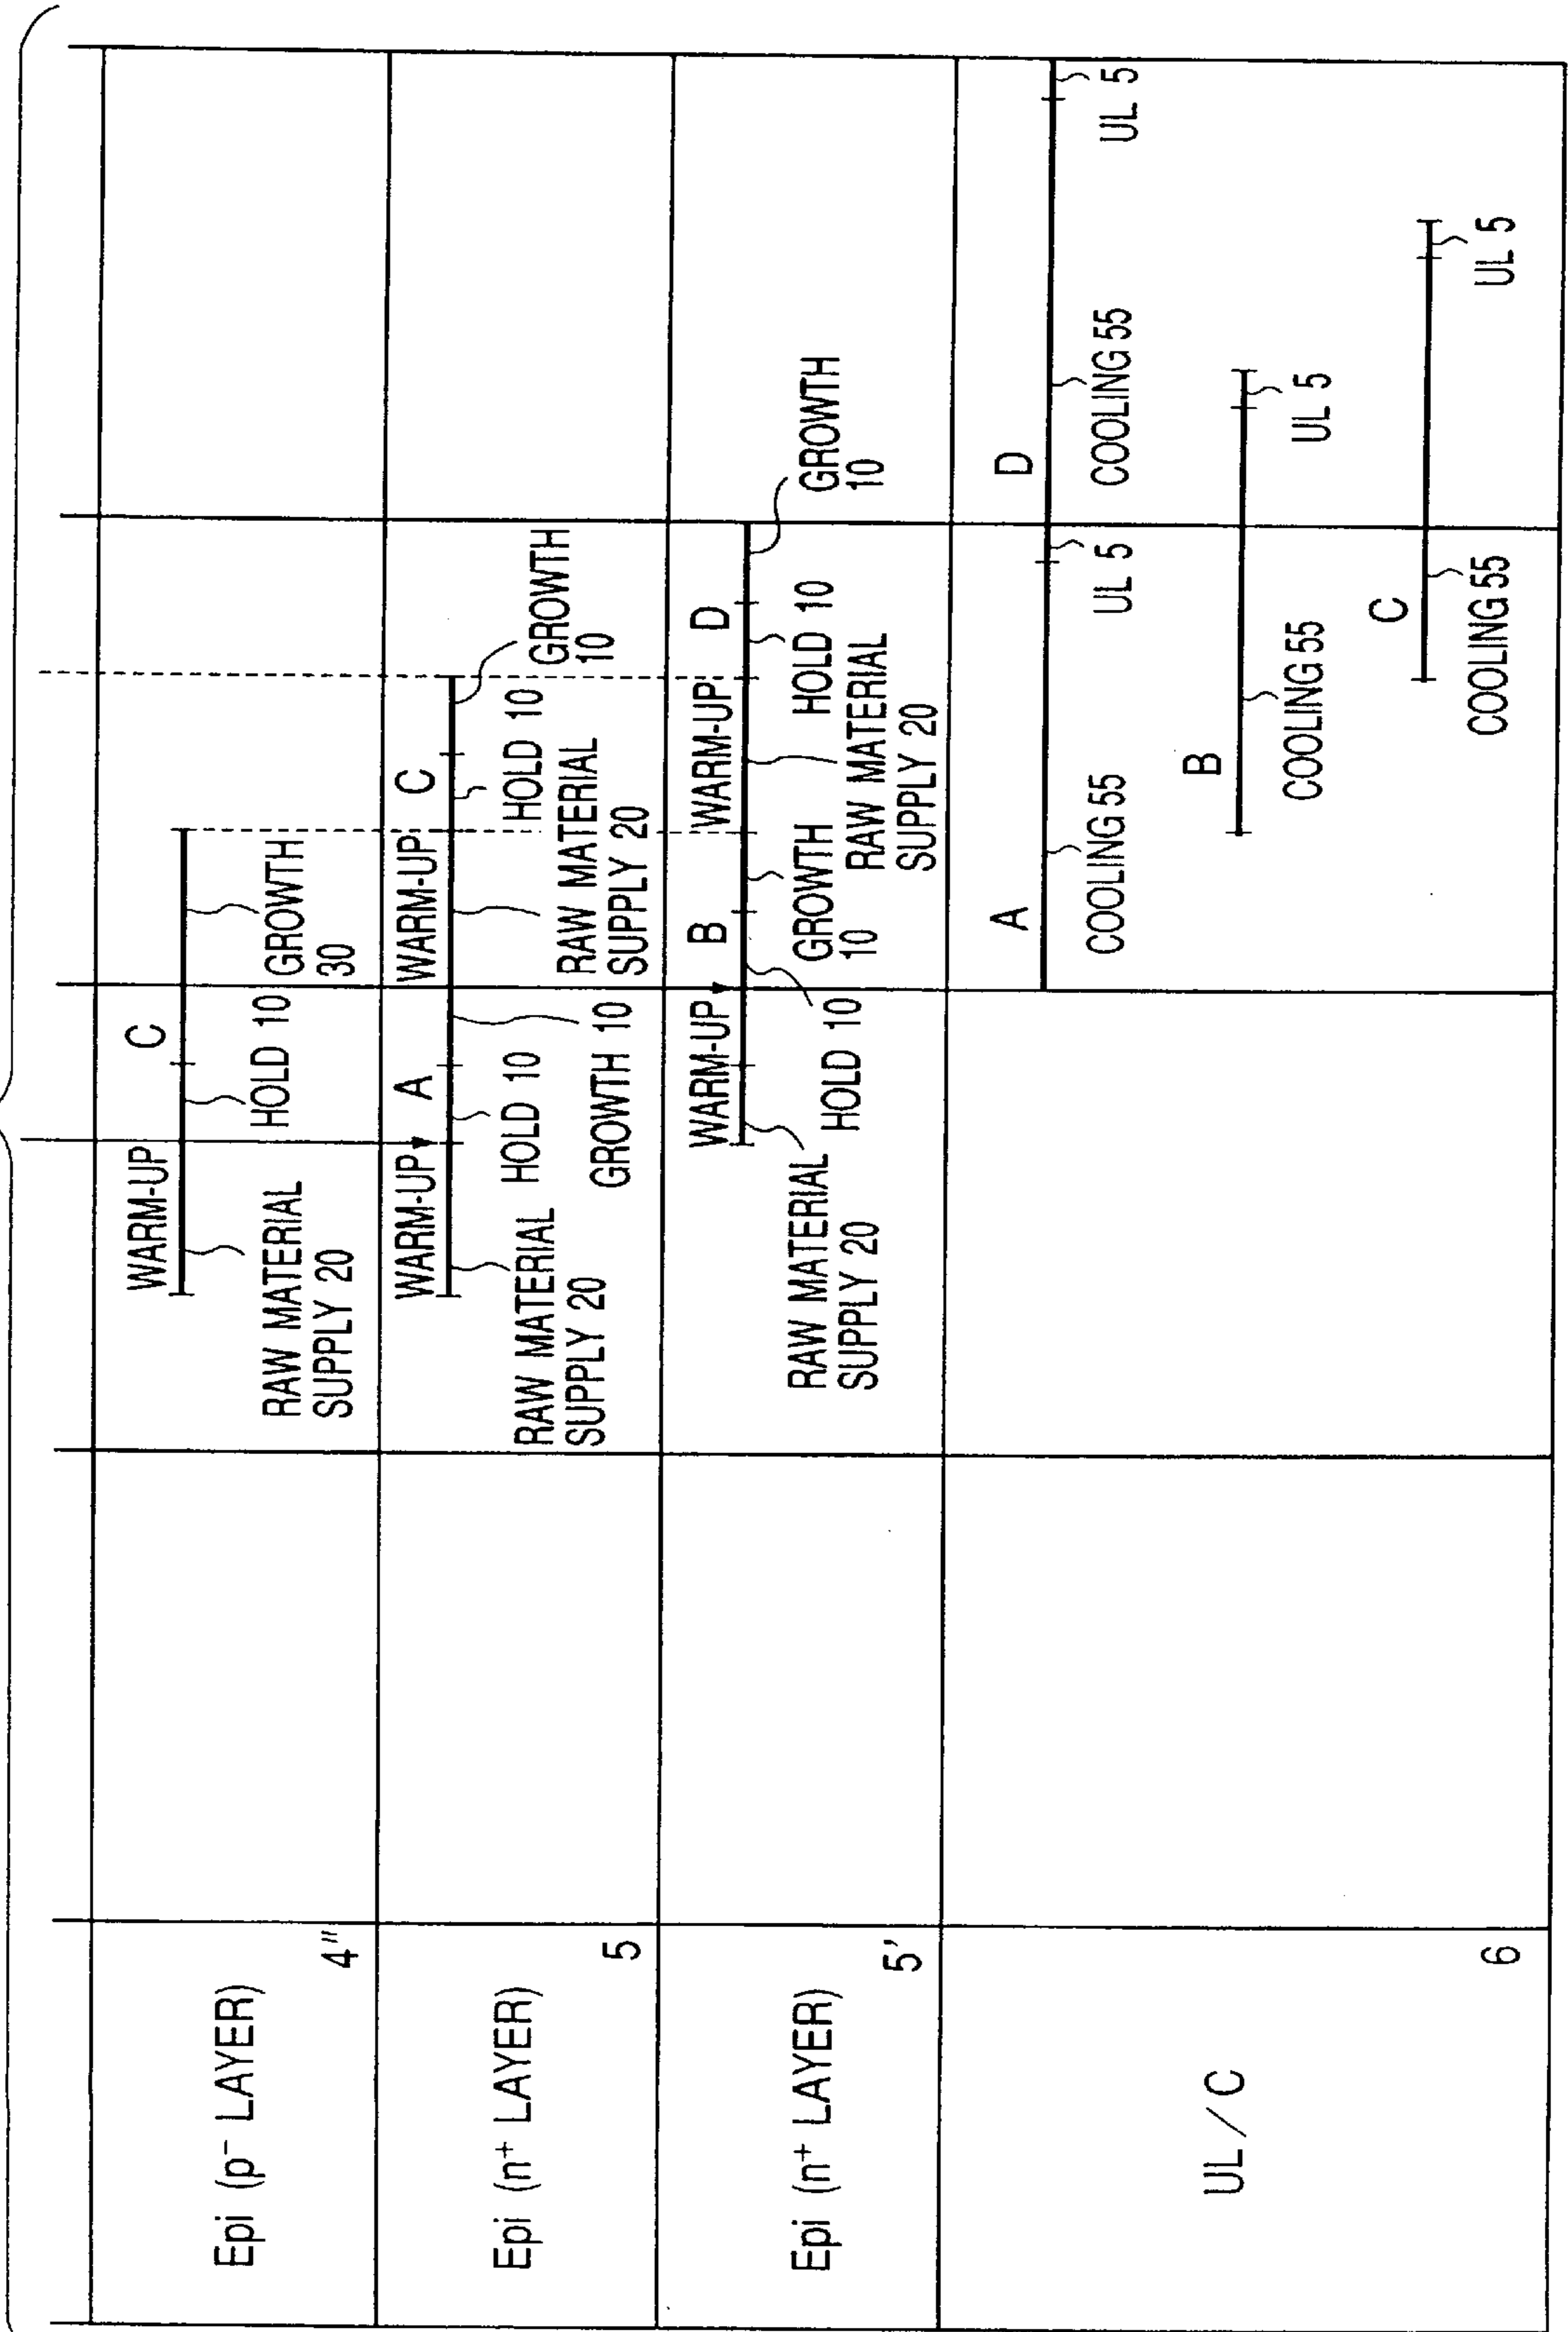 Epi (p⁻ LAYER)
4"
WARM-UP
C
RAW MATERIAL
SUPPLY 20
HOLD 10
GROWTH
30
Epi (n⁺ LAYER)
5
WARM-UP
A
WARM-UP
C
RAW MATERIAL
SUPPLY 20
HOLD 10
GROWTH 10
RAW MATERIAL
SUPPLY 20
HOLD 10
GROWTH
10
Epi (n⁺ LAYER)
5'
WARM-UP
B
WARM-UP
D
RAW MATERIAL
SUPPLY 20
HOLD 10
GROWTH
10
RAW MATERIAL
SUPPLY 20
HOLD 10
GROWTH
10
UL/C
6
A
COOLING 55
UL 5
D
COOLING 55
UL 5
B
COOLING 55
UL 5
C
COOLING 55
UL 5